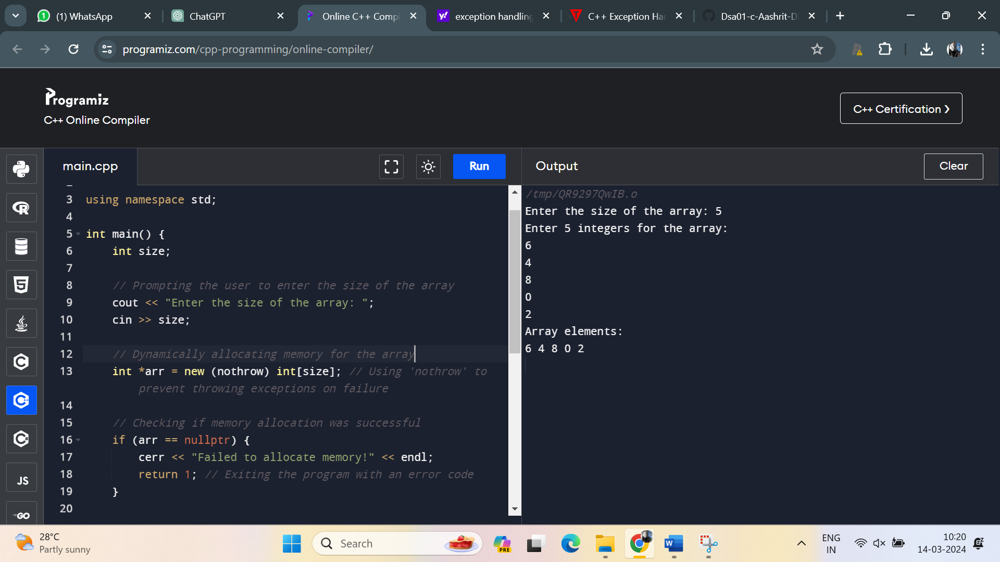 (1) WhatsApp
ChatGPT
Online C++ Compi
exception handling
C++ Exception Ha
Dsa01-c-Aashrit-D
programiz.com/cpp-programming/online-compiler/
Programiz
C++ Online Compiler
C++ Certification ❯
main.cpp
Run
Output
Clear
3 using namespace std;
4
5 int main() {
6 int size;
7
8 // Prompting the user to enter the size of the array
9 cout << "Enter the size of the array: ";
10 cin >> size;
11
12 // Dynamically allocating memory for the array
13 int *arr = new (nothrow) int[size]; // Using 'nothrow' to
prevent throwing exceptions on failure
14
15 // Checking if memory allocation was successful
16 if (arr == nullptr) {
17 cerr << "Failed to allocate memory!" << endl;
18 return 1; // Exiting the program with an error code
19 }
20
/tmp/QR9297QwIB.o
Enter the size of the array: 5
Enter 5 integers for the array:
6
4
8
0
2
Array elements:
6 4 8 0 2
JS
GO
28°C
Partly sunny
Search
PRE
W
ENG
IN
10:20
14-03-2024